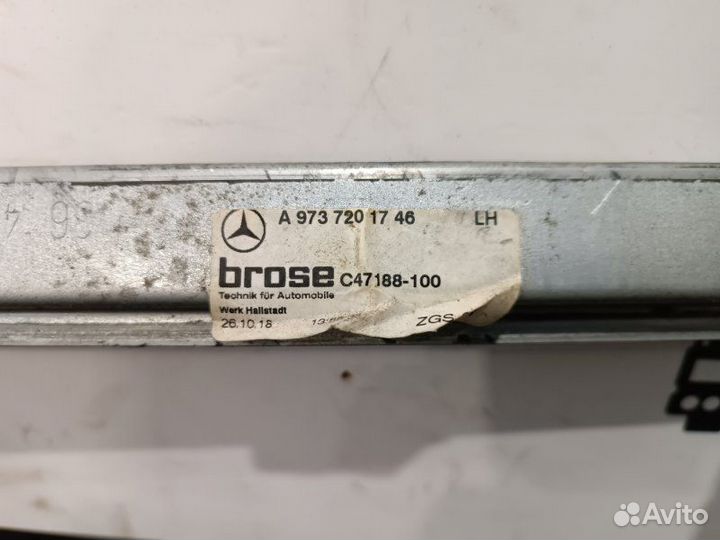 A 973 720 17 46 LH
brose C47188-100
Technik für Automobile
Werk Hallstadt
26.10.18 ZGS
Avito